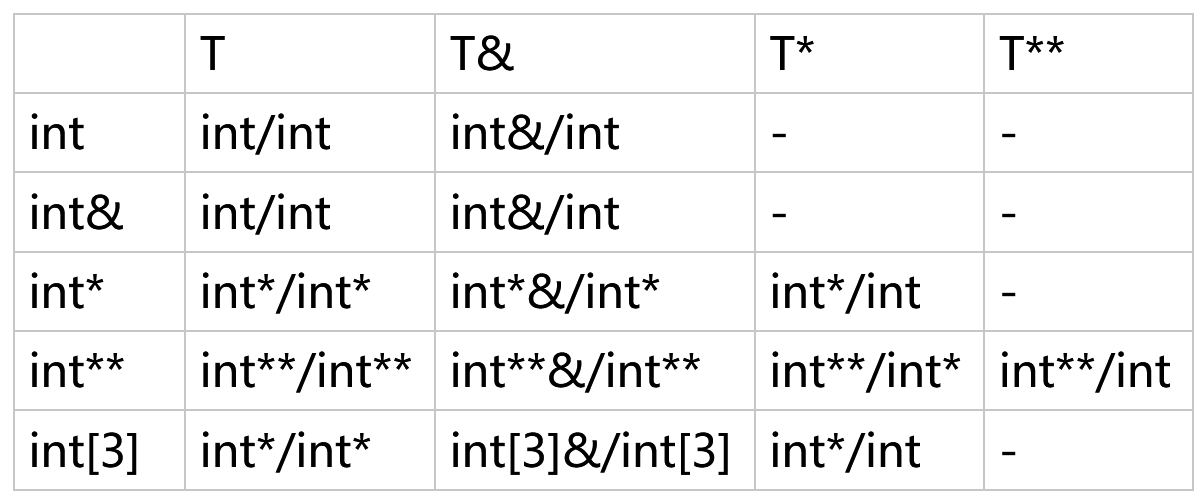 T T& T* T**
int int/int int&/int - -
int& int/int int&/int - -
int* int*/int* int*&/int* int*/int -
int** int**/int** int**&/int** int**/int* int**/int
int[3] int*/int* int[3]&/int[3] int*/int -